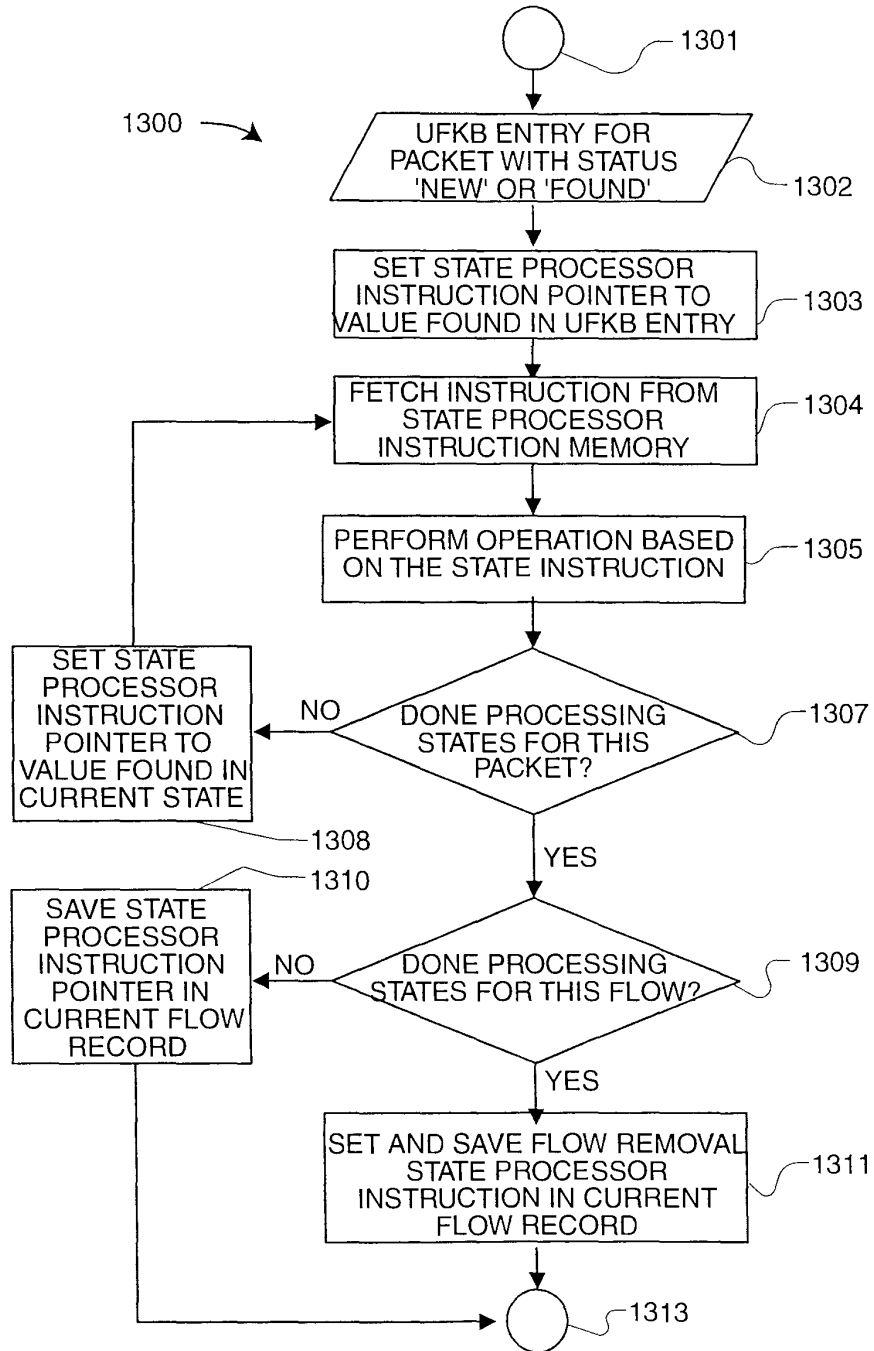 1301
1300
UFKB ENTRY FOR
PACKET WITH STATUS
'NEW' OR 'FOUND'
1302
SET STATE PROCESSOR
INSTRUCTION POINTER TO
VALUE FOUND IN UFKB ENTRY
1303
FETCH INSTRUCTION FROM
STATE PROCESSOR
INSTRUCTION MEMORY
1304
PERFORM OPERATION BASED
ON THE STATE INSTRUCTION
1305
SET STATE
PROCESSOR
INSTRUCTION
POINTER TO
VALUE FOUND IN
CURRENT STATE
1308
NO
DONE PROCESSING
STATES FOR THIS
PACKET?
1307
YES
1310
SAVE STATE
PROCESSOR
INSTRUCTION
POINTER IN
CURRENT FLOW
RECORD
NO
DONE PROCESSING
STATES FOR THIS FLOW?
1309
YES
SET AND SAVE FLOW REMOVAL
STATE PROCESSOR
INSTRUCTION IN CURRENT
FLOW RECORD
1311
1313